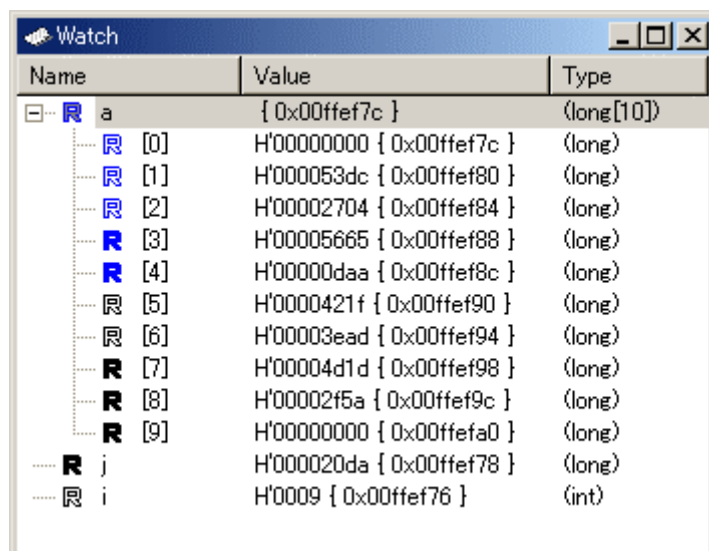 Watch
Name Value Type
R a { 0x00ffef7c } (long[10])
R [0] H'00000000 { 0x00ffef7c } (long)
R [1] H'000053dc { 0x00ffef80 } (long)
R [2] H'00002704 { 0x00ffef84 } (long)
R [3] H'00005665 { 0x00ffef88 } (long)
R [4] H'00000daa { 0x00ffef8c } (long)
R [5] H'0000421f { 0x00ffef90 } (long)
R [6] H'00003ead { 0x00ffef94 } (long)
R [7] H'00004d1d { 0x00ffef98 } (long)
R [8] H'00002f5a { 0x00ffef9c } (long)
R [9] H'00000000 { 0x00ffefa0 } (long)
R j H'000020da { 0x00ffef78 } (long)
R i H'0009 { 0x00ffef76 } (int)